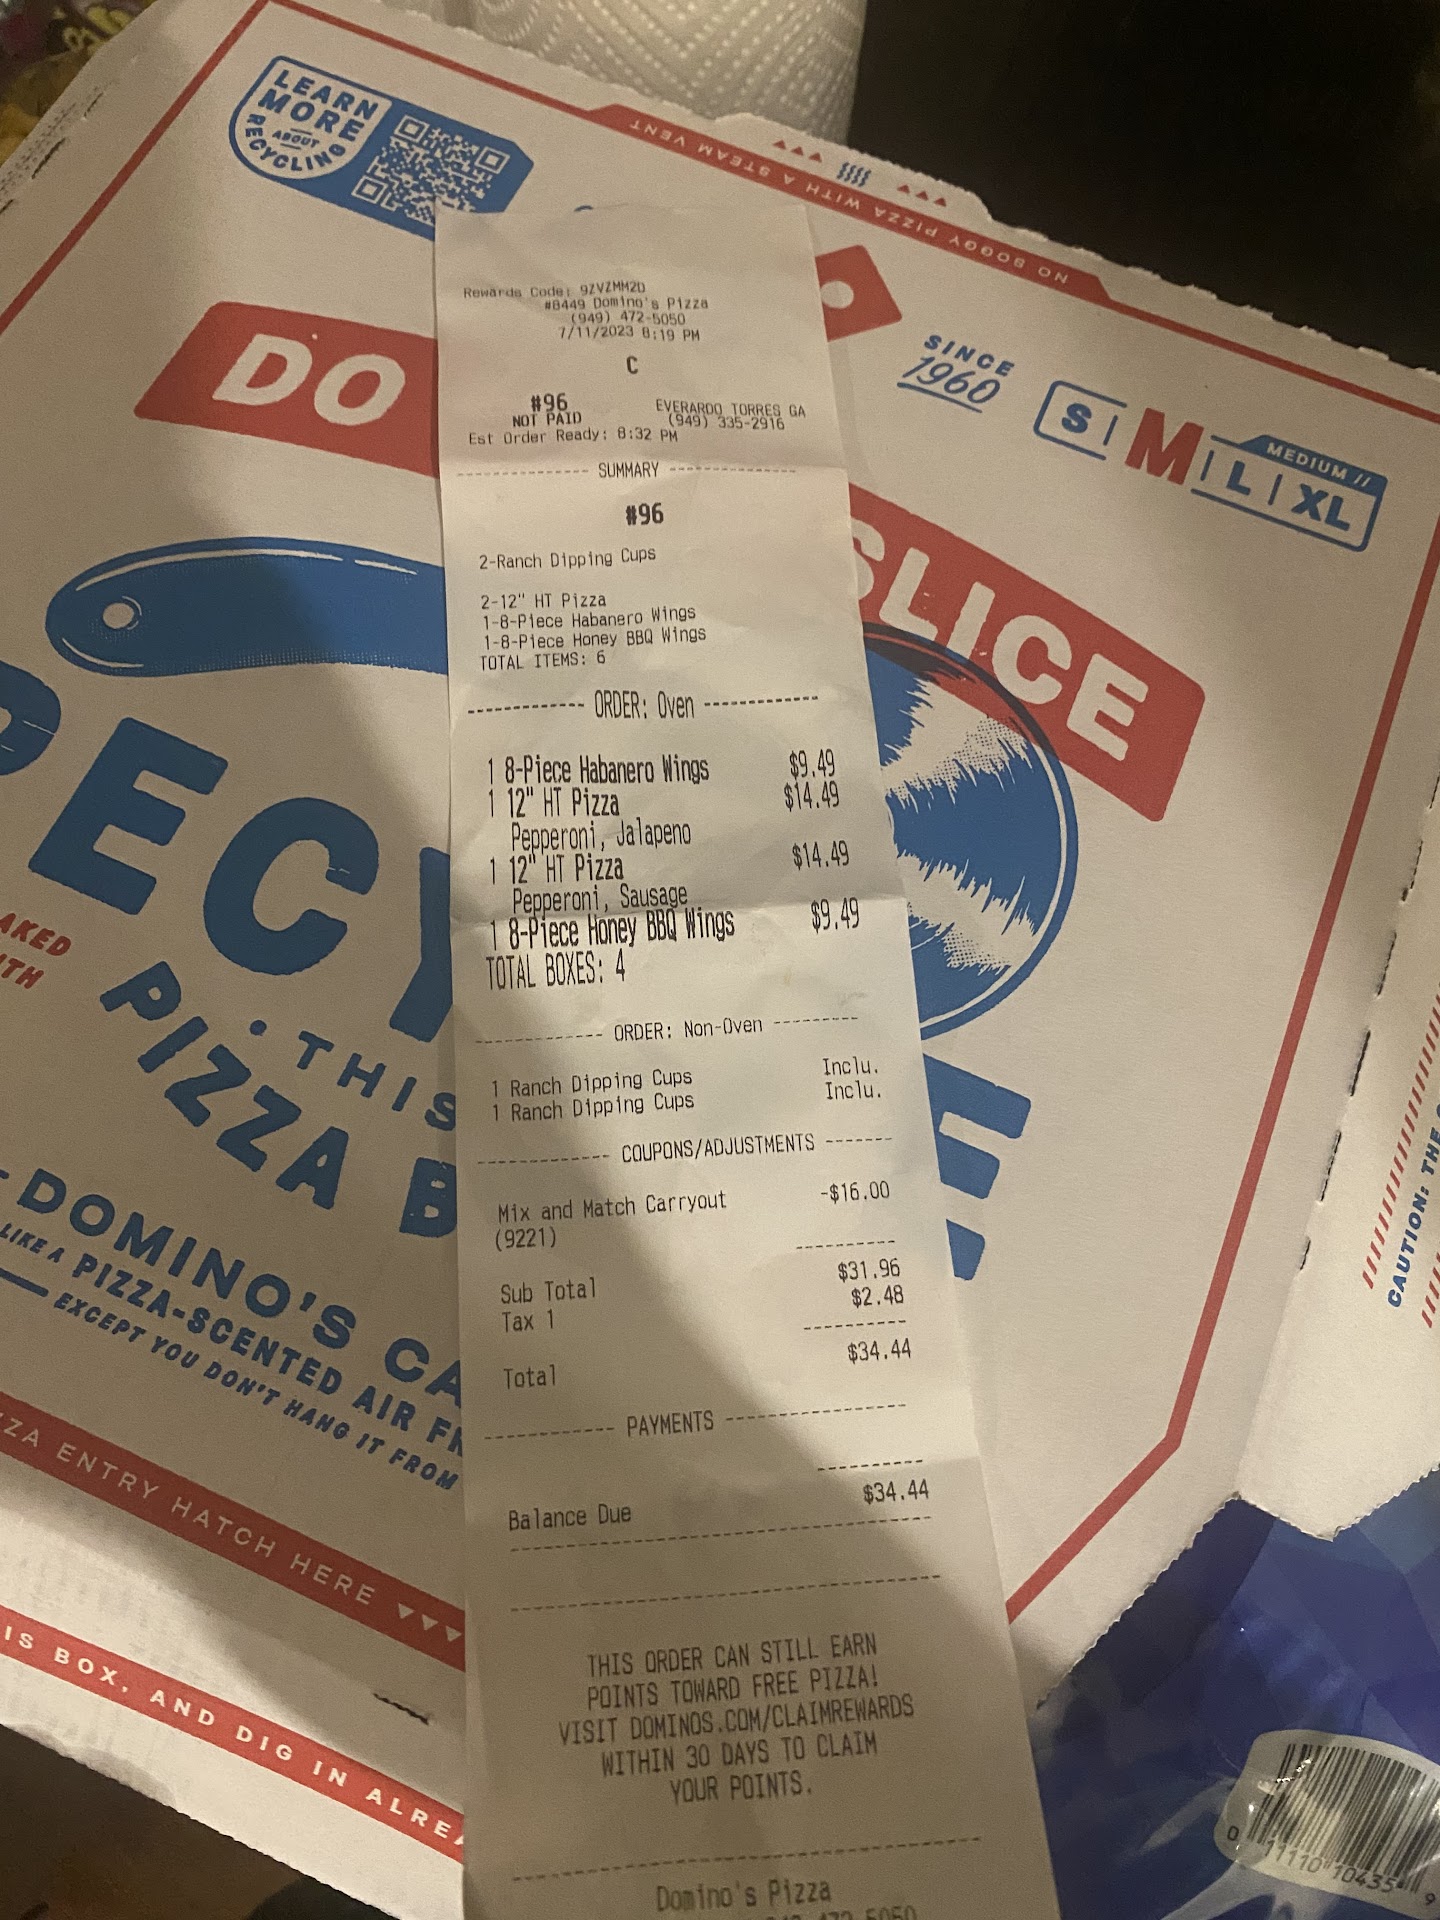 LEARN
MORE
ABOUT
RECYCLING
NO SOGGY PIZZA WITH A STEAM VENT
SINCE
1960
S | M | L | XL
MEDIUM //
DO
SLICE
PIZZA
THIS
DOMINO'S CA
LIKE A PIZZA-SCENTED AIR FR
EXCEPT YOU DON'T HANG IT FROM
ZZA ENTRY HATCH HERE
IS BOX, AND DIG IN ALREA
AKED
ITH
CAUTION: THE
Rewards Code: 9ZVZMM2D
#8449 Domino's Pizza
(949) 472-5050
7/11/2023 8:19 PM
C
#96
NOT PAID
EVERARDO TORRES GA
(949) 335-2916
Est Order Ready: 8:32 PM
------------- SUMMARY -------------
#96
2-Ranch Dipping Cups
2-12" HT Pizza
1-8-Piece Habanero Wings
1-8-Piece Honey BBQ Wings
TOTAL ITEMS: 6
------------- ORDER: Oven -------------
1 8-Piece Habanero Wings $9.49
1 12" HT Pizza $14.49
Pepperoni, Jalapeno
1 12" HT Pizza $14.49
Pepperoni, Sausage
1 8-Piece Honey BBQ Wings $9.49
TOTAL BOXES: 4
------------- ORDER: Non-Oven ---------
1 Ranch Dipping Cups Inclu.
1 Ranch Dipping Cups Inclu.
------------- COUPONS/ADJUSTMENTS -------
Mix and Match Carryout -$16.00
(9221)
Sub Total $31.96
Tax 1 $2.48
Total $34.44
------------- PAYMENTS ------------------
Balance Due $34.44
THIS ORDER CAN STILL EARN
POINTS TOWARD FREE PIZZA!
VISIT DOMINOS.COM/CLAIMREWARDS
WITHIN 30 DAYS TO CLAIM
YOUR POINTS.
Domino's Pizza
472-5050
0 11110 10435 9